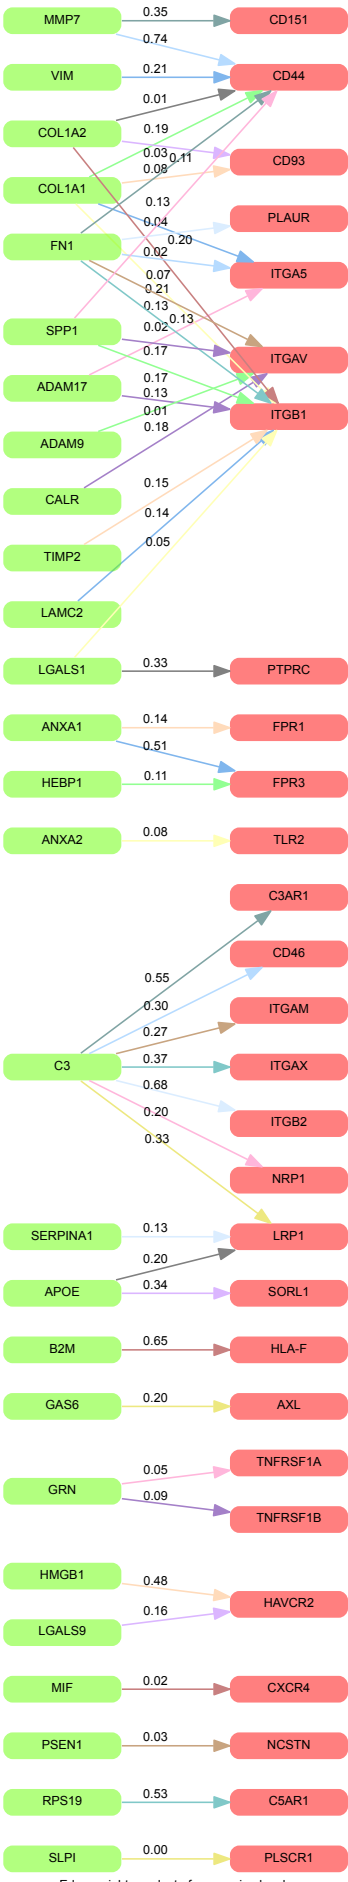 MMP7 0.35 CD151
0.74
VIM 0.21 CD44
0.01
COL1A2 0.19
0.03 0.11 CD93
0.08
COL1A1
0.13 PLAUR
0.04
FN1 0.20
0.02
ITGA5
0.07
0.21
0.13
SPP1 0.02 0.13
0.17 ITGAV
0.17
ADAM17 0.13
0.01 ITGB1
0.18
ADAM9
CALR 0.15
0.14
TIMP2 0.05
LAMC2
LGALS1 0.33 PTPRC
ANXA1 0.14 FPR1
0.51
HEBP1 0.11 FPR3
ANXA2 0.08 TLR2
C3AR1
CD46
0.55
0.30 ITGAM
0.27
C3 0.37 ITGAX
0.68
0.20 ITGB2
0.33
NRP1
SERPINA1 0.13 LRP1
0.20
APOE 0.34 SORL1
B2M 0.65 HLA-F
GAS6 0.20 AXL
TNFRSF1A
0.05
GRN 0.09
TNFRSF1B
HMGB1 0.48
HAVCR2
LGALS9 0.16
MIF 0.02 CXCR4
PSEN1 0.03 NCSTN
RPS19 0.53 C5AR1
SLPI 0.00 PLSCR1